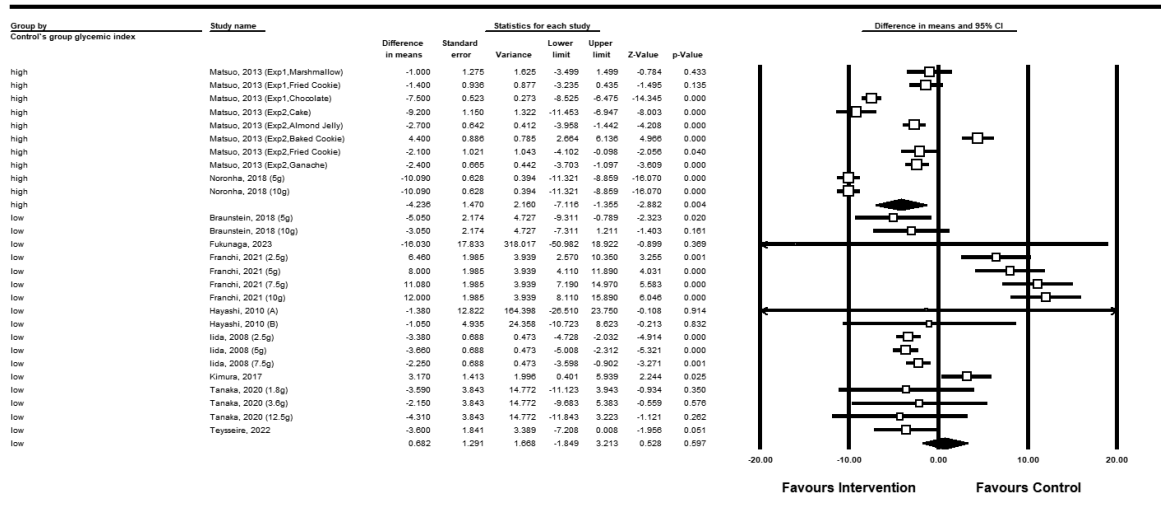 Group by Study name Statistics for each study Difference in means and 95% CI
Control's group glycemic index
Difference in means Standard error Variance Lower limit Upper limit Z-Value p-Value
high Matsuo, 2013 (Exp1,Marshmallow) -1.000 1.275 1.625 -3.499 1.499 -0.784 0.433
high Matsuo, 2013 (Exp1,Fried Cookie) -1.400 0.936 0.877 -3.235 0.435 -1.495 0.135
high Matsuo, 2013 (Exp1,Chocolate) -7.500 0.523 0.273 -8.525 -6.475 -14.345 0.000
high Matsuo, 2013 (Exp2,Cake) -9.200 1.150 1.322 -11.453 -6.947 -8.003 0.000
high Matsuo, 2013 (Exp2,Almond Jelly) -2.700 0.642 0.412 -3.958 -1.442 -4.208 0.000
high Matsuo, 2013 (Exp2,Baked Cookie) 4.400 0.886 0.785 2.664 6.136 4.966 0.000
high Matsuo, 2013 (Exp2,Fried Cookie) -2.100 1.021 1.043 -4.102 -0.098 -2.056 0.040
high Matsuo, 2013 (Exp2,Ganache) -2.400 0.665 0.442 -3.703 -1.097 -3.609 0.000
high Noronha, 2018 (5g) -10.090 0.628 0.394 -11.321 -8.859 -16.070 0.000
high Noronha, 2018 (10g) -10.090 0.628 0.394 -11.321 -8.859 -16.070 0.000
high -4.236 1.470 2.160 -7.116 -1.355 -2.882 0.004
low Braunstein, 2018 (5g) -5.050 2.174 4.727 -9.311 -0.789 -2.323 0.020
low Braunstein, 2018 (10g) -3.050 2.174 4.727 -7.311 1.211 -1.403 0.161
low Fukunaga, 2023 -16.030 17.833 318.017 -50.982 18.922 -0.899 0.369
low Franchi, 2021 (2.5g) 6.460 1.985 3.939 2.570 10.350 3.255 0.001
low Franchi, 2021 (5g) 8.000 1.985 3.939 4.110 11.890 4.031 0.000
low Franchi, 2021 (7.5g) 11.080 1.985 3.939 7.190 14.970 5.583 0.000
low Franchi, 2021 (10g) 12.000 1.985 3.939 8.110 15.890 6.046 0.000
low Hayashi, 2010 (A) -1.380 12.822 164.398 -26.510 23.750 -0.108 0.914
low Hayashi, 2010 (B) -1.050 4.935 24.358 -10.723 8.623 -0.213 0.832
low Iida, 2008 (2.5g) -3.380 0.688 0.473 -4.728 -2.032 -4.914 0.000
low Iida, 2008 (5g) -3.660 0.688 0.473 -5.008 -2.312 -5.321 0.000
low Iida, 2008 (7.5g) -2.250 0.688 0.473 -3.598 -0.902 -3.271 0.001
low Kimura, 2017 3.170 1.413 1.996 0.401 5.939 2.244 0.025
low Tanaka, 2020 (1.8g) -3.590 3.843 14.772 -11.123 3.943 -0.934 0.350
low Tanaka, 2020 (3.6g) -2.150 3.843 14.772 -9.683 5.383 -0.559 0.576
low Tanaka, 2020 (12.5g) -4.310 3.843 14.772 -11.843 3.223 -1.121 0.262
low Teysseire, 2022 -3.600 1.841 3.389 -7.208 0.008 -1.956 0.051
low 0.682 1.291 1.668 -1.849 3.213 0.528 0.597
-20.00 -10.00 0.00 10.00 20.00
Favours Intervention Favours Control